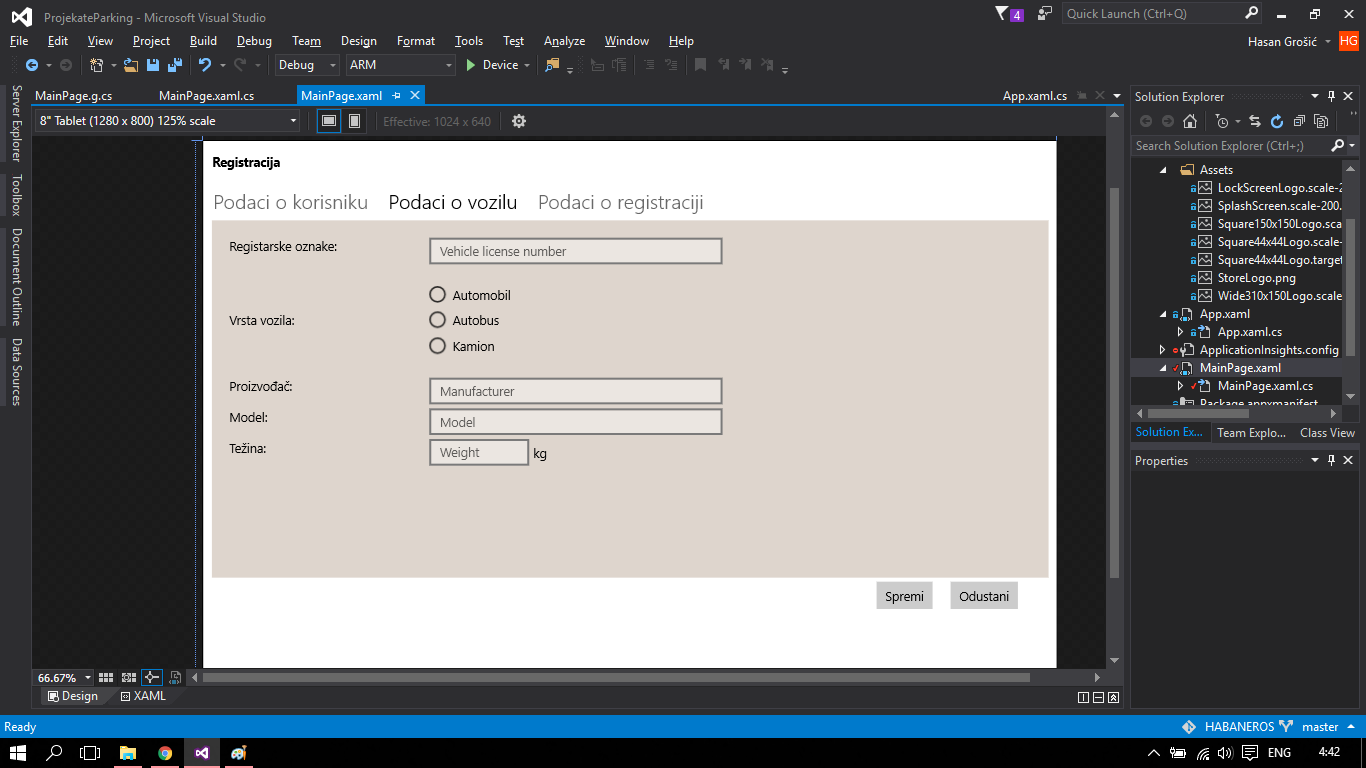 ProjekateParking - Microsoft Visual Studio
4
Quick Launch (Ctrl+Q)
File Edit View Project Build Debug Team Design Format Tools Test Analyze Window Help
Hasan Grošić HG
Debug ARM Device
MainPage.g.cs MainPage.xaml.cs MainPage.xaml App.xaml.cs
8" Tablet (1280 x 800) 125% scale Effective: 1024 x 640
Server Explorer
Toolbox
Document Outline
Data Sources
Registracija
Podaci o korisniku Podaci o vozilu Podaci o registraciji
Registarske oznake: Vehicle license number
Automobil
Vrsta vozila: Autobus
Kamion
Proizvođač: Manufacturer
Model: Model
Težina: Weight kg
Spremi Odustani
66.67%
Design XAML
Solution Explorer
Search Solution Explorer (Ctrl+;)
Assets
LockScreenLogo.scale-2
SplashScreen.scale-200.
Square150x150Logo.sca
Square44x44Logo.scale-
Square44x44Logo.target
StoreLogo.png
Wide310x150Logo.scale
App.xaml
App.xaml.cs
ApplicationInsights.config
MainPage.xaml
MainPage.xaml.cs
Package.appxmanifest
Solution Ex... Team Explo... Class View
Properties
Ready HABANEROS master
ENG 4:42